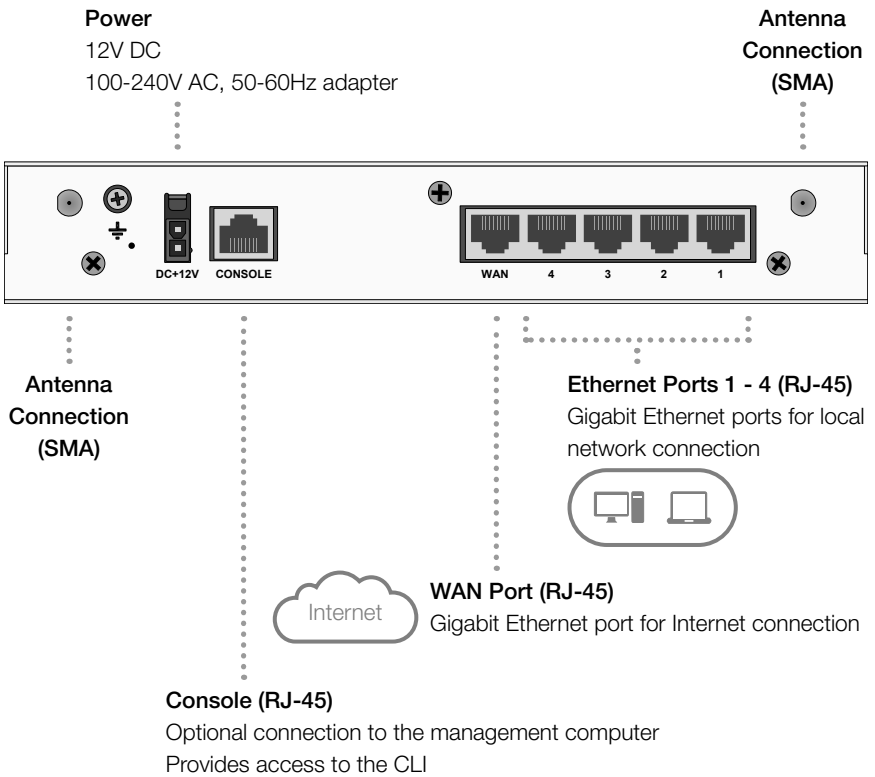 Power
12V DC
100-240V AC, 50-60Hz adapter
Antenna
Connection
(SMA)
DC+12V
CONSOLE
WAN
4
3
2
1
Antenna
Connection
(SMA)
Ethernet Ports 1 - 4 (RJ-45)
Gigabit Ethernet ports for local
network connection
Internet
WAN Port (RJ-45)
Gigabit Ethernet port for Internet connection
Console (RJ-45)
Optional connection to the management computer
Provides access to the CLI